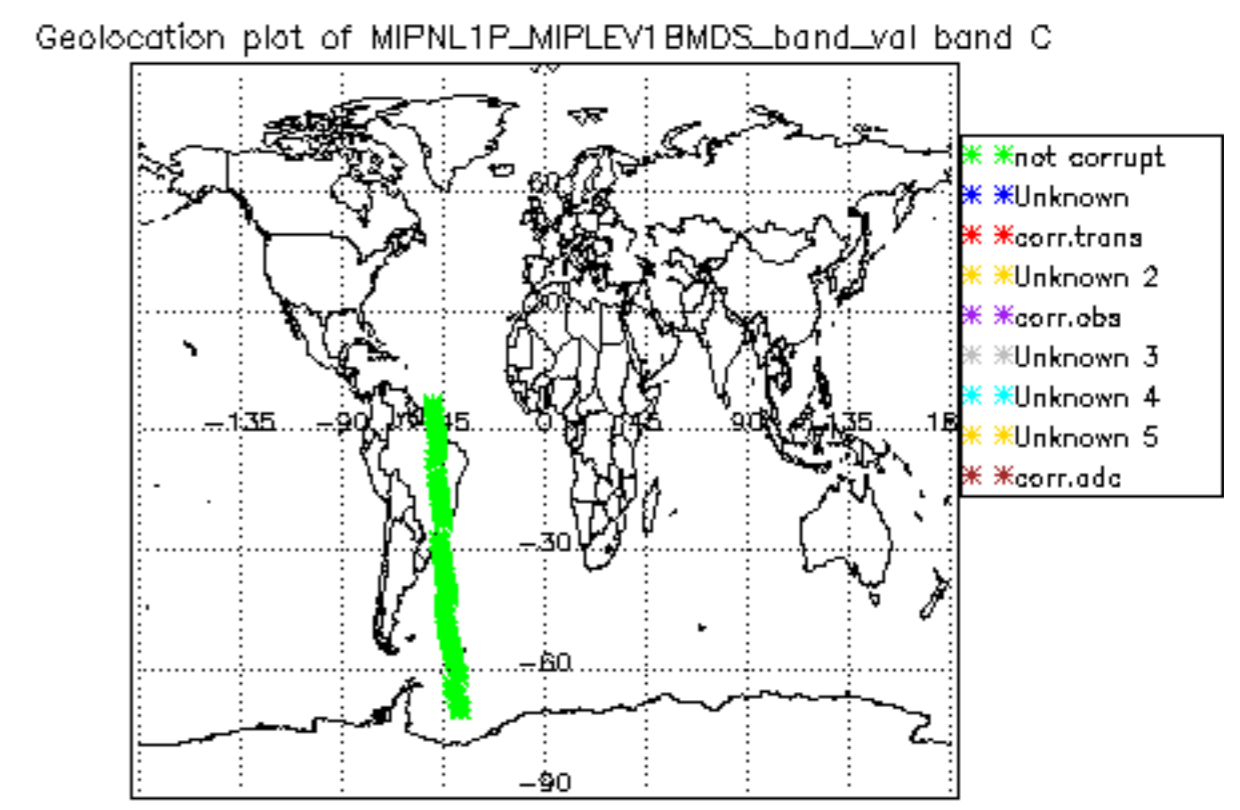 Geolocation plot of MIPNL1P_MIPLEV1BMDS_band_val band C
not corrupt
Unknown
corr.trans
Unknown 2
corr.obs
Unknown 3
Unknown 4
Unknown 5
corr.adc
-135 -90 45 0 45 90 135
-30
-60
-90